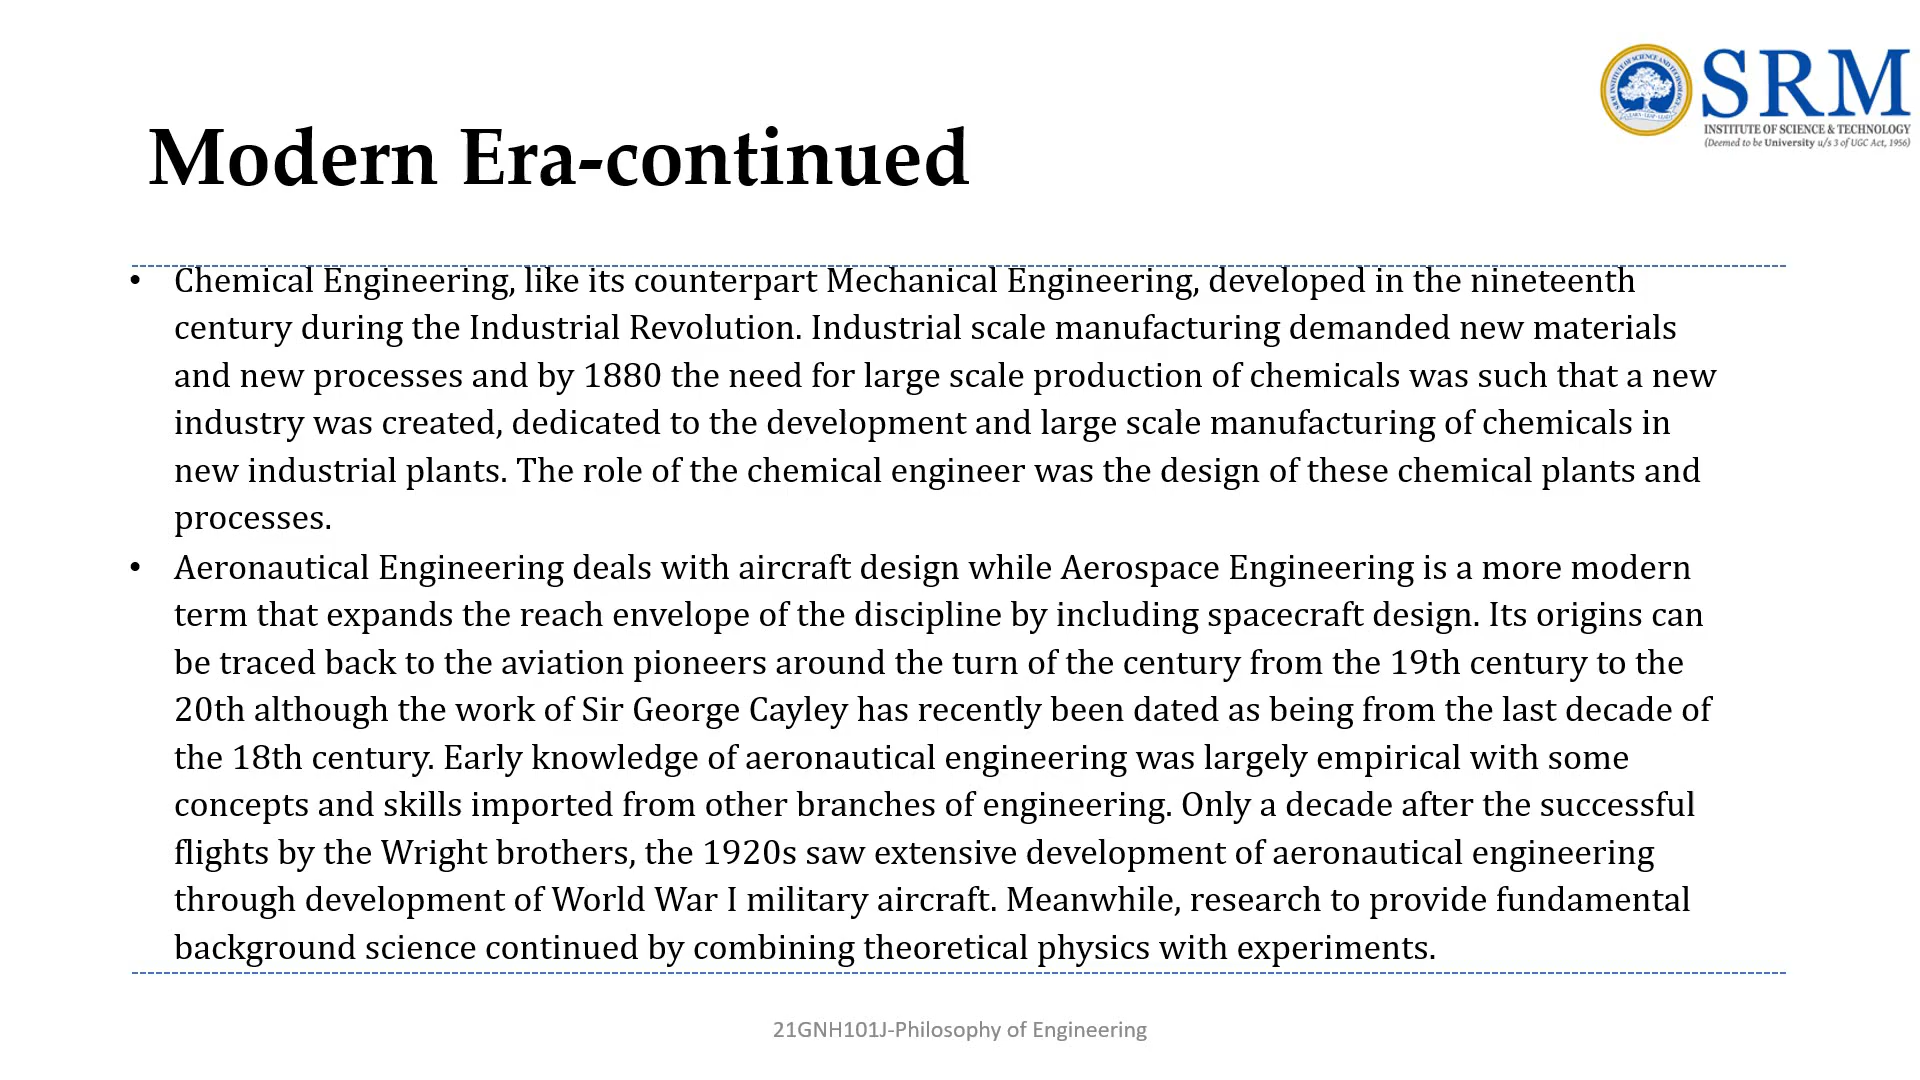 SRM
INSTITUTE OF SCIENCE & TECHNOLOGY
(Deemed to be University u/s 3 of UGC Act, 1956)
Modern Era-continued
• Chemical Engineering, like its counterpart Mechanical Engineering, developed in the nineteenth
century during the Industrial Revolution. Industrial scale manufacturing demanded new materials
and new processes and by 1880 the need for large scale production of chemicals was such that a new
industry was created, dedicated to the development and large scale manufacturing of chemicals in
new industrial plants. The role of the chemical engineer was the design of these chemical plants and
processes.
• Aeronautical Engineering deals with aircraft design while Aerospace Engineering is a more modern
term that expands the reach envelope of the discipline by including spacecraft design. Its origins can
be traced back to the aviation pioneers around the turn of the century from the 19th century to the
20th although the work of Sir George Cayley has recently been dated as being from the last decade of
the 18th century. Early knowledge of aeronautical engineering was largely empirical with some
concepts and skills imported from other branches of engineering. Only a decade after the successful
flights by the Wright brothers, the 1920s saw extensive development of aeronautical engineering
through development of World War I military aircraft. Meanwhile, research to provide fundamental
background science continued by combining theoretical physics with experiments.
21GNH101J-Philosophy of Engineering